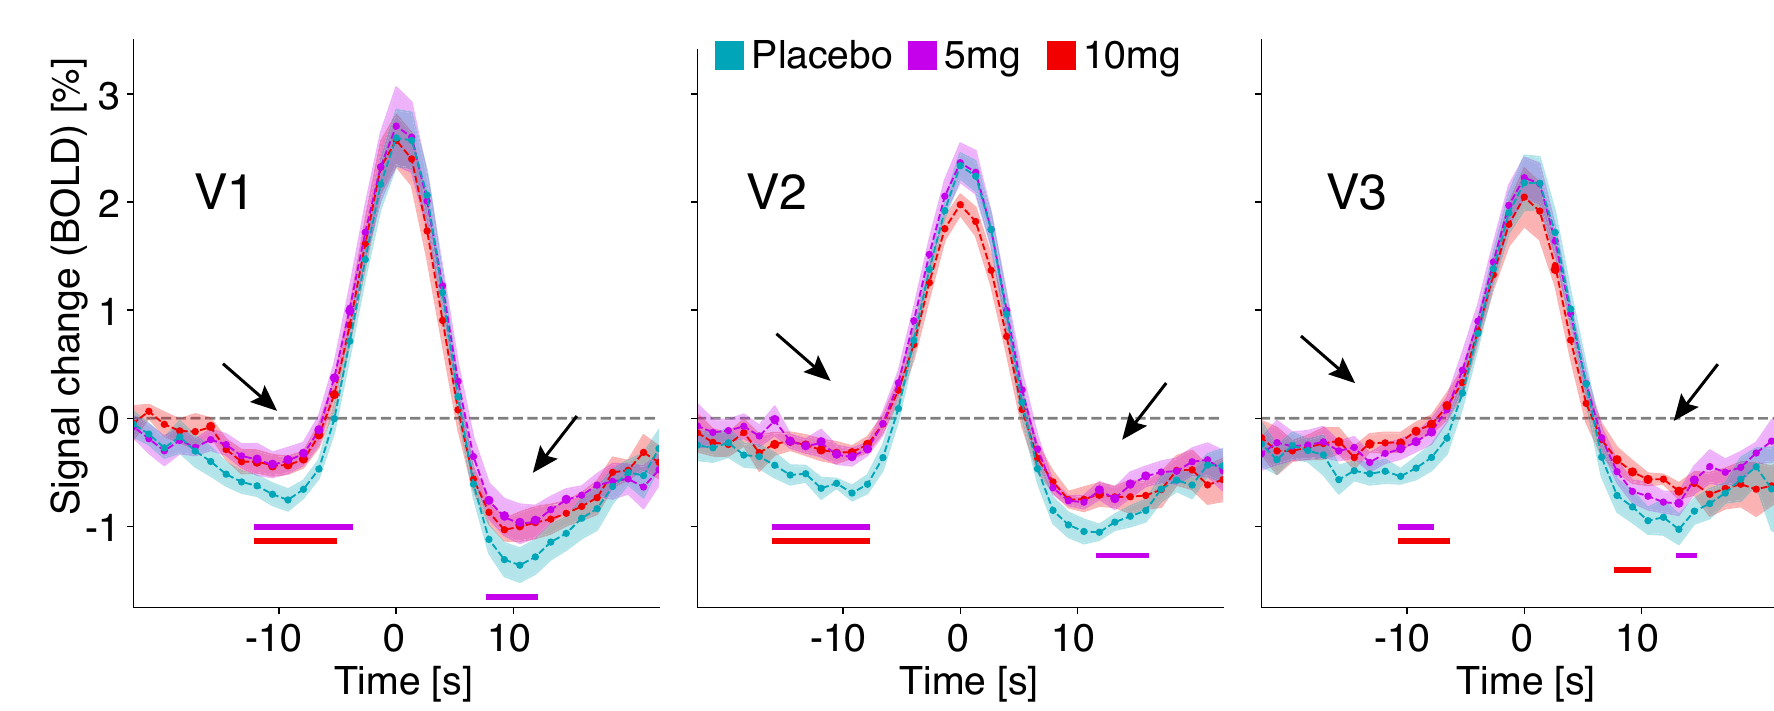 Placebo 5mg 10mg
Signal change (BOLD) [%]
3
2
1
0
-1
V1
V2
V3
-10 0 10
-10 0 10
-10 0 10
Time [s]
Time [s]
Time [s]